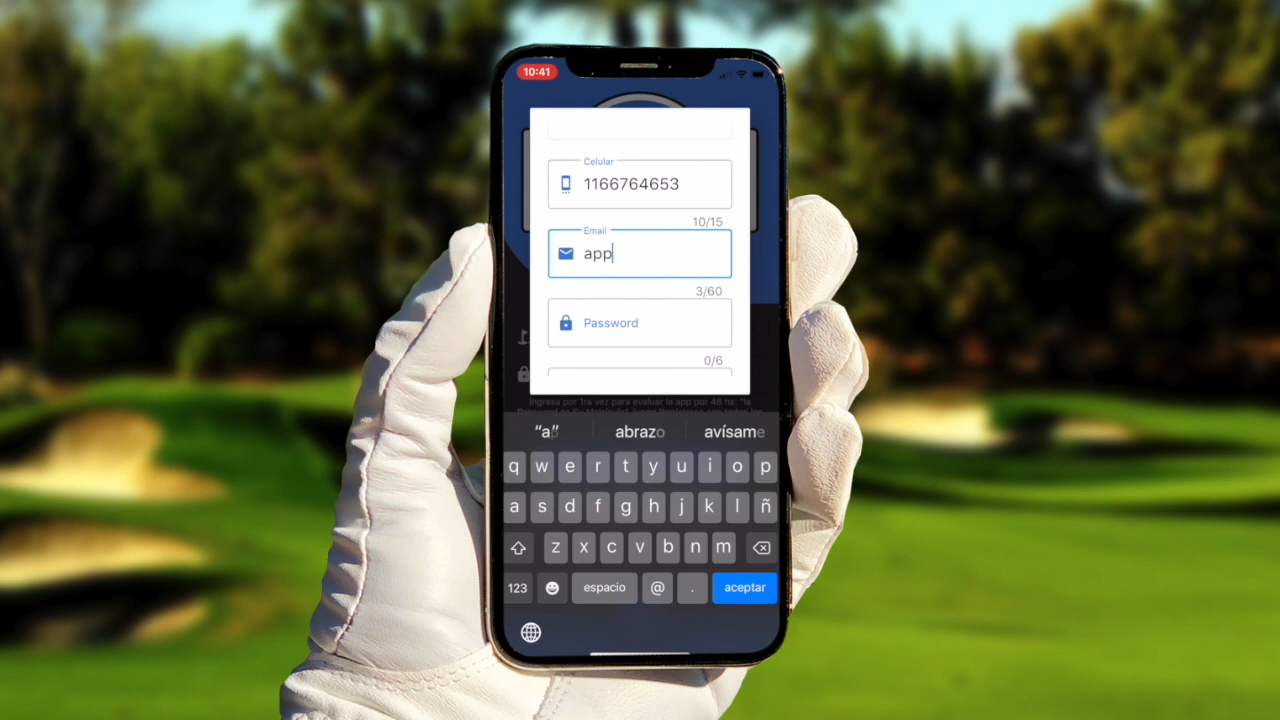 10:41
Celular
1166764653
10/15
Email
app
3/60
Password
0/6
Ingresa por 1ra vez para evaluar la app por 48 hs: "la
“a” abrazo avísame
q w e r t y u i o p
a s d f g h j k l ñ
z x c v b n m
123 espacio @ . aceptar